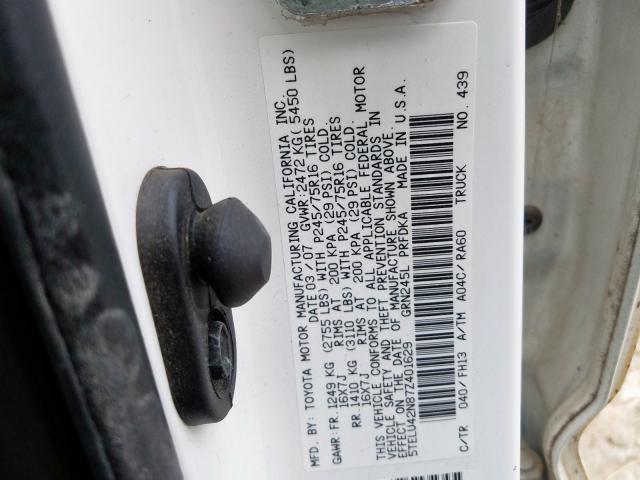 MFD. BY: TOYOTA MOTOR MANUFACTURING CALIFORNIA INC.
DATE 03/07 GVWR:2472 KG( 5450 LBS)
GAWR:FR.1249 KG (2755 LBS) WITH P245/75R16 TIRES
16X7J RIMS AT 200 KPA (29 PSI) COLD.
RR.1410 KG (3110 LBS) WITH P245/75R16 TIRES
16X7J RIMS AT 200 KPA (29 PSI) COLD.
THIS VEHICLE CONFORMS TO ALL APPLICABLE FEDERAL MOTOR
VEHICLE SAFETY AND THEFT PREVENTION STANDARDS IN
EFFECT ON THE DATE OF MANUFACTURE SHOWN ABOVE.
5TELU42N87Z401629 GRN245L PRFDKA MADE IN U.S.A.
C/TR 040/FH13 A/TM A04C/RA60 TRUCK NO. 439